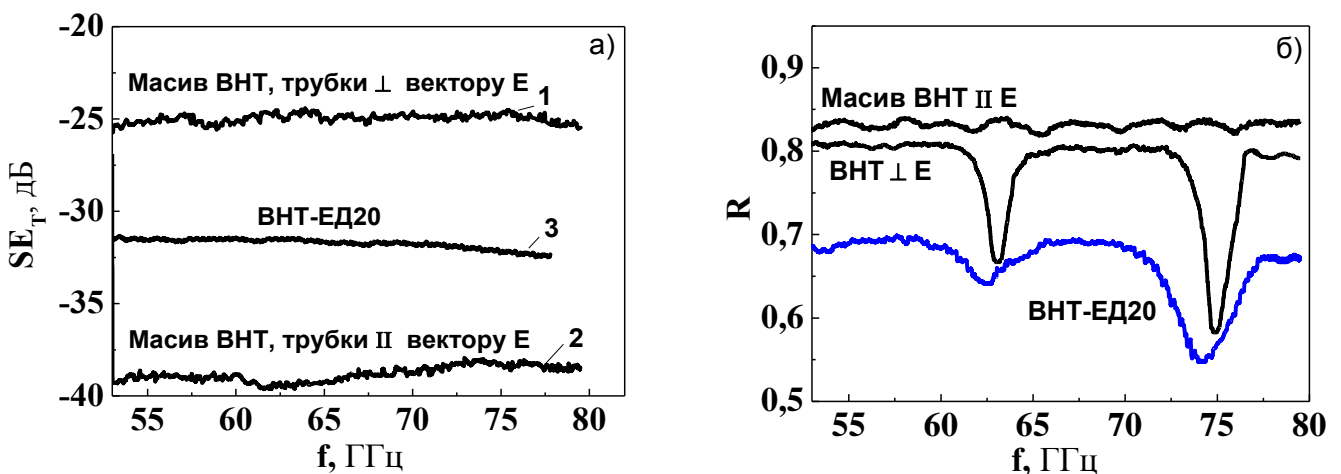 -20
-25
-30
-35
-40
SE_T, дБ
55 60 65 70 75 80
f, ГГц
а)
Масив ВНТ, трубки ⊥ вектору Е
1
ВНТ-ЕД20
3
Масив ВНТ, трубки II вектору Е
2
0,9
0,8
0,7
0,6
0,5
R
55 60 65 70 75 80
f, ГГц
б)
Масив ВНТ II Е
ВНТ ⊥ Е
ВНТ-ЕД20